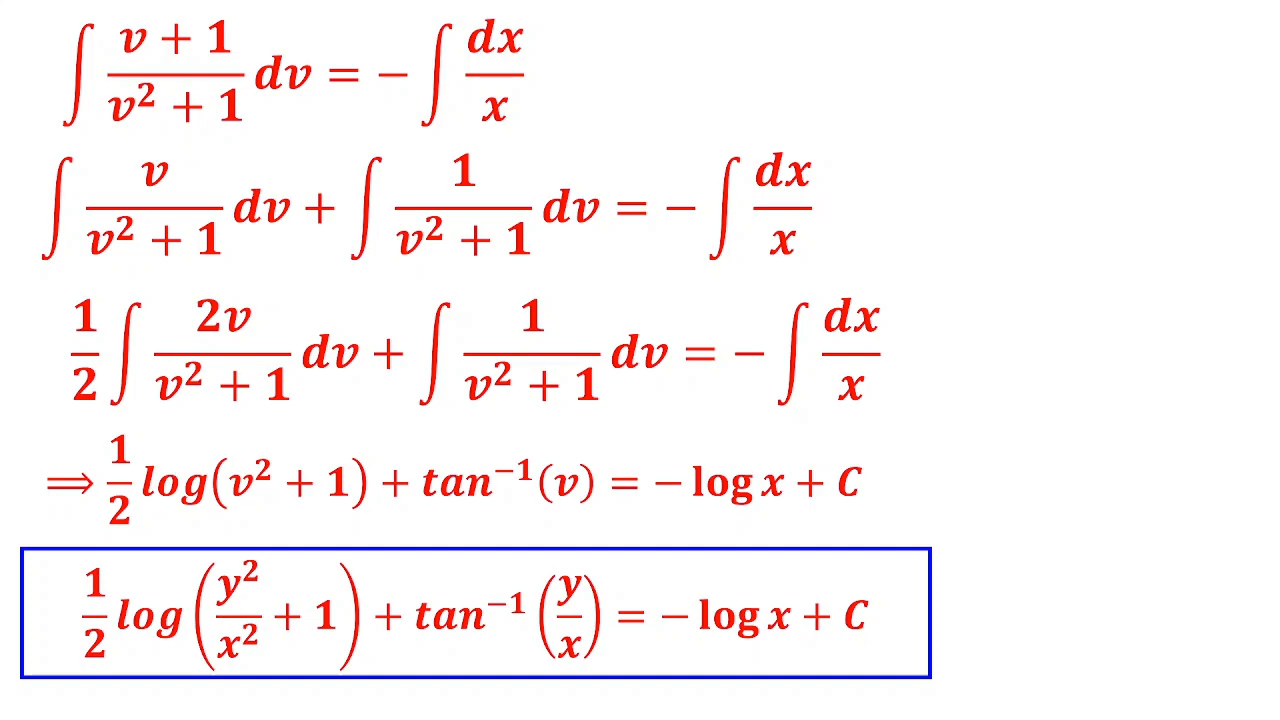 ∫ (v + 1)/(v² + 1) dv = − ∫ dx/x
∫ v/(v² + 1) dv + ∫ 1/(v² + 1) dv = − ∫ dx/x
1/2 ∫ 2v/(v² + 1) dv + ∫ 1/(v² + 1) dv = − ∫ dx/x
⟹ 1/2 log(v² + 1) + tan⁻¹(v) = − log x + C
1/2 log(y²/x² + 1) + tan⁻¹(y/x) = − log x + C